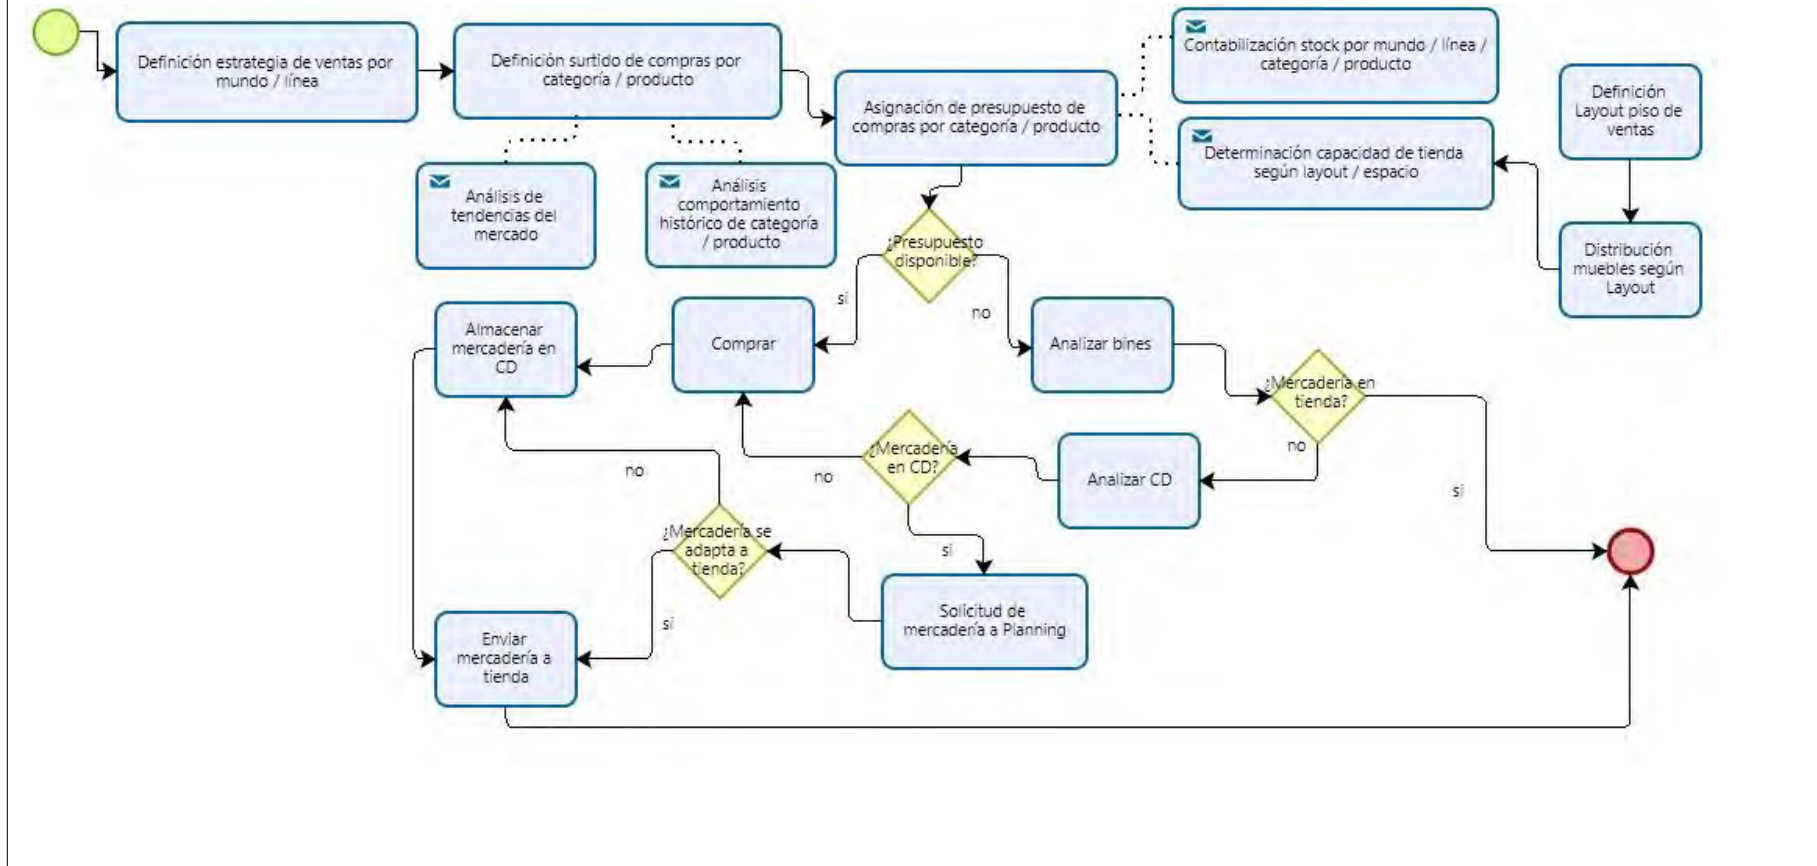 Definición estrategia de ventas por
mundo / línea
Definición surtido de compras por
categoría / producto
Asignación de presupuesto de
compras por categoría / producto
Contabilización stock por mundo / línea /
categoría / producto
Determinación capacidad de tienda
según layout / espacio
Definición
Layout piso de
ventas
Distribución
muebles según
Layout
Análisis de
tendencias del
mercado
Análisis
comportamiento
histórico de categoría
/ producto
¿Presupuesto
disponible?
si
no
Almacenar
mercadería en
CD
Comprar
Analizar bines
¿Mercadería en
tienda?
no
si
Analizar CD
¿Mercadería
en CD?
no
si
no
¿Mercadería se
adapta a
tienda?
si
Solicitud de
mercadería a Planning
Enviar
mercadería a
tienda